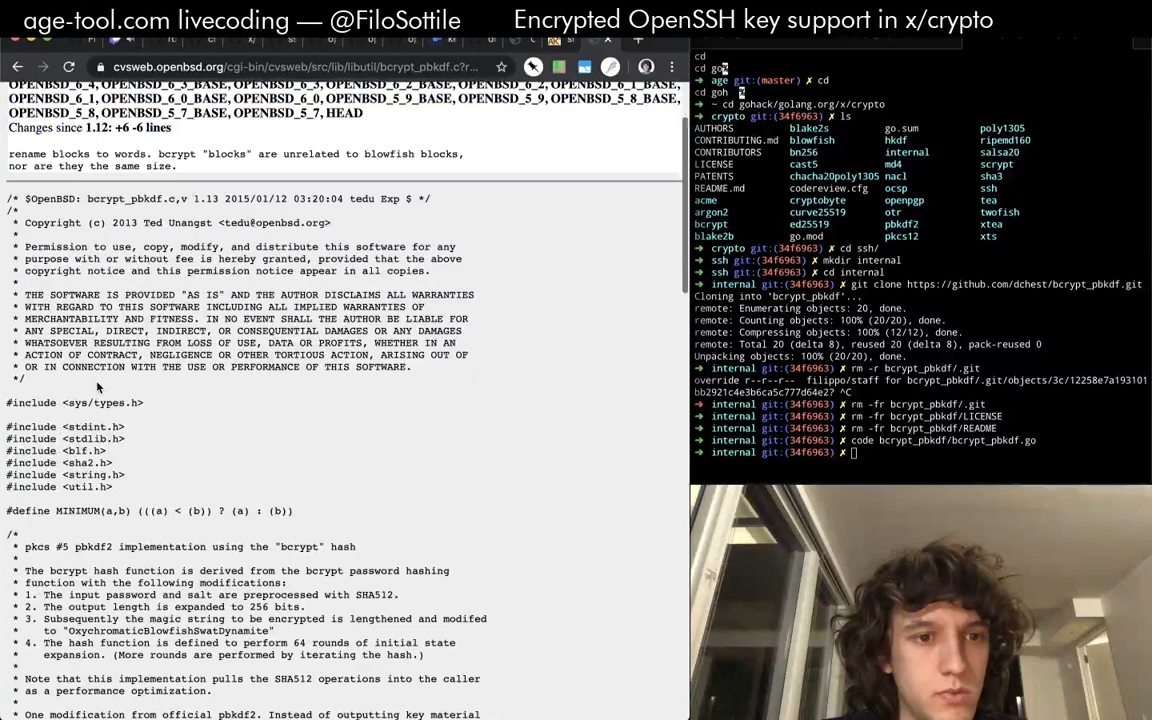 age-tool.com livecoding — @FiloSottile
Encrypted OpenSSH key support in x/crypto
cvsweb.openbsd.org/cgi-bin/cvsweb/src/lib/libutil/bcrypt_pbkdf.c?r...
OPENBSD_6_4, OPENBSD_6_3_BASE, OPENBSD_6_3, OPENBSD_6_2_BASE, OPENBSD_6_2,
OPENBSD_6_1_BASE,
OPENBSD_6_1, OPENBSD_6_0_BASE, OPENBSD_6_0, OPENBSD_5_9_BASE, OPENBSD_5_9, OPENBSD_5_8_BASE,
OPENBSD_5_8, OPENBSD_5_7_BASE, OPENBSD_5_7, HEAD
Changes since 1.12: +6 -6 lines
rename blocks to words. bcrypt "blocks" are unrelated to blowfish blocks,
nor are they the same size.
/* $OpenBSD: bcrypt_pbkdf.c,v 1.13 2015/01/12 03:20:04 tedu Exp $ */
/*
* Copyright (c) 2013 Ted Unangst <tedu@openbsd.org>
*
* Permission to use, copy, modify, and distribute this software for any
* purpose with or without fee is hereby granted, provided that the above
* copyright notice and this permission notice appear in all copies.
*
* THE SOFTWARE IS PROVIDED "AS IS" AND THE AUTHOR DISCLAIMS ALL WARRANTIES
* WITH REGARD TO THIS SOFTWARE INCLUDING ALL IMPLIED WARRANTIES OF
* MERCHANTABILITY AND FITNESS. IN NO EVENT SHALL THE AUTHOR BE LIABLE FOR
* ANY SPECIAL, DIRECT, INDIRECT, OR CONSEQUENTIAL DAMAGES OR ANY DAMAGES
* WHATSOEVER RESULTING FROM LOSS OF USE, DATA OR PROFITS, WHETHER IN AN
* ACTION OF CONTRACT, NEGLIGENCE OR OTHER TORTIOUS ACTION, ARISING OUT OF
* OR IN CONNECTION WITH THE USE OR PERFORMANCE OF THIS SOFTWARE.
*/
#include <sys/types.h>
#include <stdint.h>
#include <stdlib.h>
#include <blf.h>
#include <sha2.h>
#include <string.h>
#include <util.h>
#define MINIMUM(a,b) (((a) < (b)) ? (a) : (b))
/*
* pkcs #5 pbkdf2 implementation using the "bcrypt" hash
*
* The bcrypt hash function is derived from the bcrypt password hashing
* function with the following modifications:
* 1. The input password and salt are preprocessed with SHA512.
* 2. The output length is expanded to 256 bits.
* 3. Subsequently the magic string to be encrypted is lengthened and modifed
* to "OxychromaticBlowfishSwatDynamite"
* 4. The hash function is defined to perform 64 rounds of initial state
* expansion. (More rounds are performed by iterating the hash.)
*
* Note that this implementation pulls the SHA512 operations into the caller
* as a performance optimization.
*
* One modification from official pbkdf2. Instead of outputting key material
cd
cd gox
➜ age git:(master) ✗ cd
cd goh x
➜ ~ cd gohack/golang.org/x/crypto
➜ crypto git:(34f6963) ✗ ls
AUTHORS blake2s go.sum poly1305
CONTRIBUTING.md blowfish hkdf ripemd160
CONTRIBUTORS bn256 internal salsa20
LICENSE cast5 md4 scrypt
PATENTS chacha20poly1305 nacl sha3
README.md codereview.cfg ocsp ssh
acme cryptobyte openpgp tea
argon2 curve25519 otr twofish
bcrypt ed25519 pbkdf2 xtea
blake2b go.mod pkcs12 xts
➜ crypto git:(34f6963) ✗ cd ssh/
➜ ssh git:(34f6963) ✗ mkdir internal
➜ ssh git:(34f6963) ✗ cd internal
➜ internal git:(34f6963) ✗ git clone https://github.com/dchest/bcrypt_pbkdf.git
Cloning into 'bcrypt_pbkdf'...
remote: Enumerating objects: 20, done.
remote: Counting objects: 100% (20/20), done.
remote: Compressing objects: 100% (12/12), done.
remote: Total 20 (delta 8), reused 20 (delta 8), pack-reused 0
Unpacking objects: 100% (20/20), done.
➜ internal git:(34f6963) ✗ rm -r bcrypt_pbkdf/.git
override r--r--r-- filippo/staff for bcrypt_pbkdf/.git/objects/3c/12258e7a193101
bb2921c4e3b6ca5c777d64e2? ^C
➜ internal git:(34f6963) ✗ rm -fr bcrypt_pbkdf/.git
➜ internal git:(34f6963) ✗ rm -fr bcrypt_pbkdf/LICENSE
➜ internal git:(34f6963) ✗ rm -fr bcrypt_pbkdf/README
➜ internal git:(34f6963) ✗ code bcrypt_pbkdf/bcrypt_pbkdf.go
➜ internal git:(34f6963) ✗